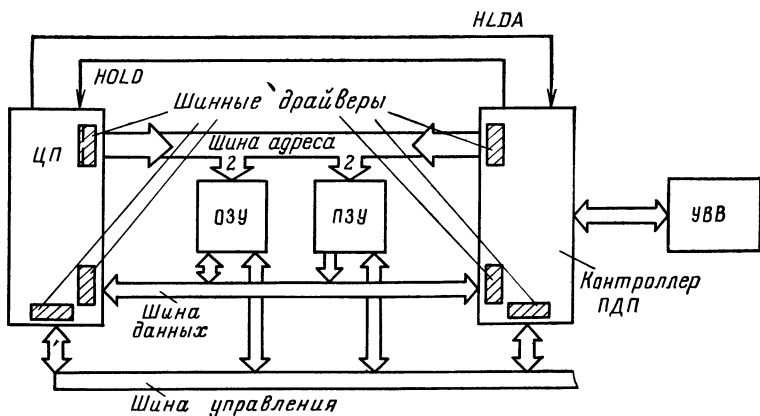 HLDA
HOLD
Шинные драйверы
ЦП
Шина адреса
2
2
ОЗУ
ПЗУ
УВВ
Контроллер
ПДП
Шина
данных
Шина управления